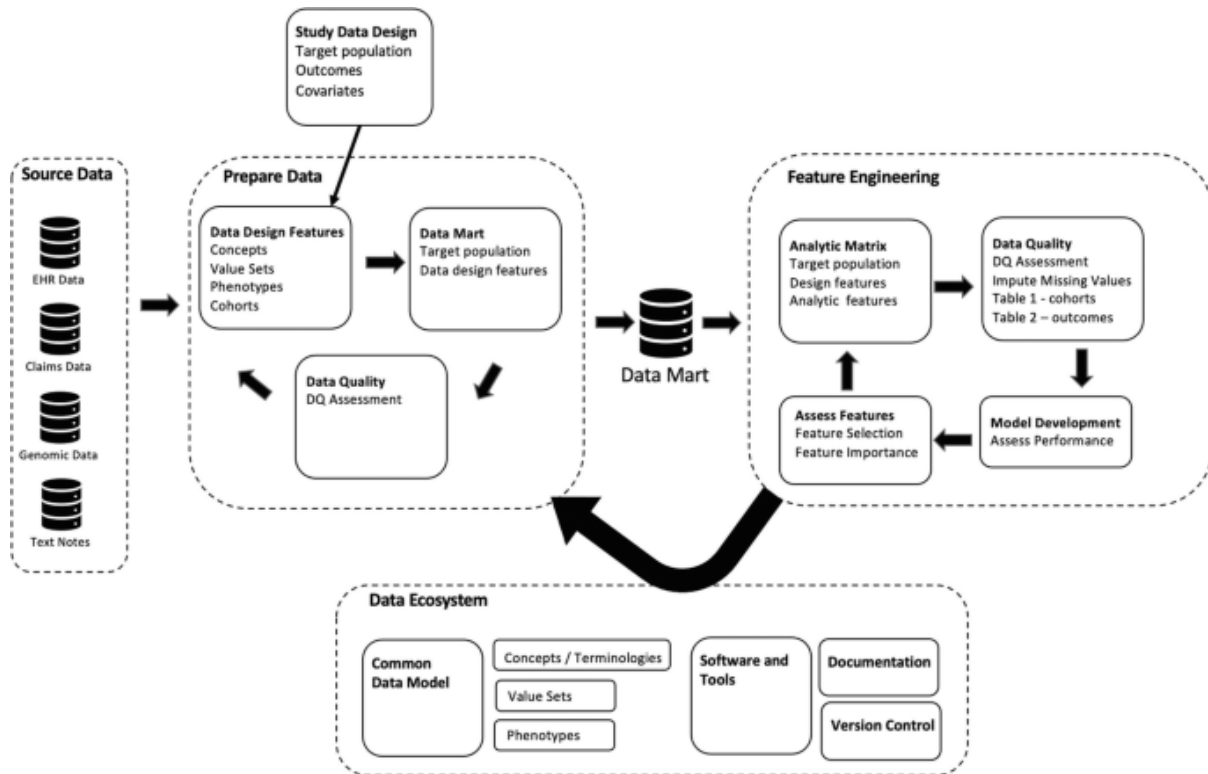 Study Data Design
Target population
Outcomes
Covariates
Source Data
EHR Data
Claims Data
Genomic Data
Text Notes
Prepare Data
Data Design Features
Concepts
Value Sets
Phenotypes
Cohorts
Data Mart
Target population
Data design features
Data Quality
DQ Assessment
Data Mart
Feature Engineering
Analytic Matrix
Target population
Design features
Analytic features
Data Quality
DQ Assessment
Impute Missing Values
Table 1 - cohorts
Table 2 – outcomes
Assess Features
Feature Selection
Feature Importance
Model Development
Assess Performance
Data Ecosystem
Common
Data Model
Concepts / Terminologies
Value Sets
Phenotypes
Software and
Tools
Documentation
Version Control